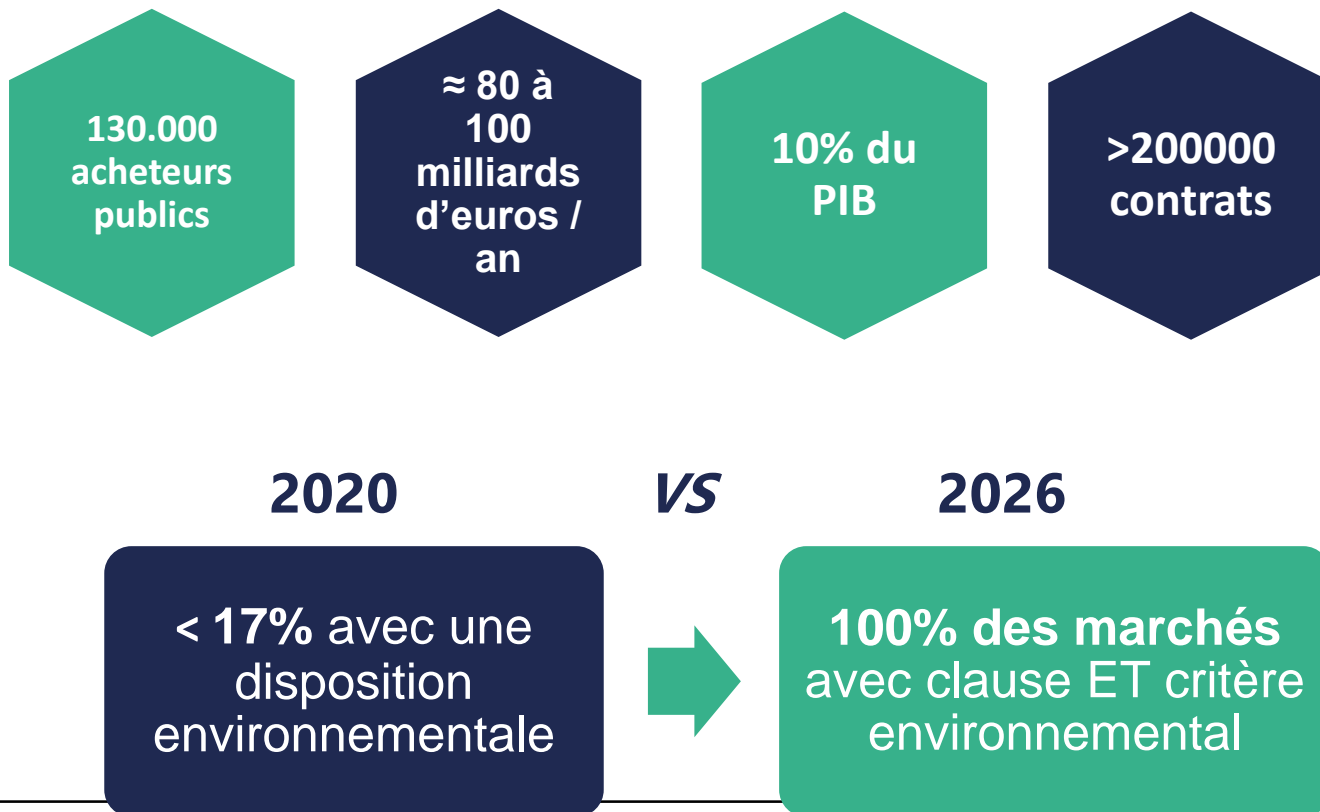 130.000
acheteurs
publics
≈ 80 à
100
milliards
d'euros /
an
10% du
PIB
>200000
contrats
2020
VS
2026
< 17% avec une
disposition
environnementale
100% des marchés
avec clause ET critère
environnemental